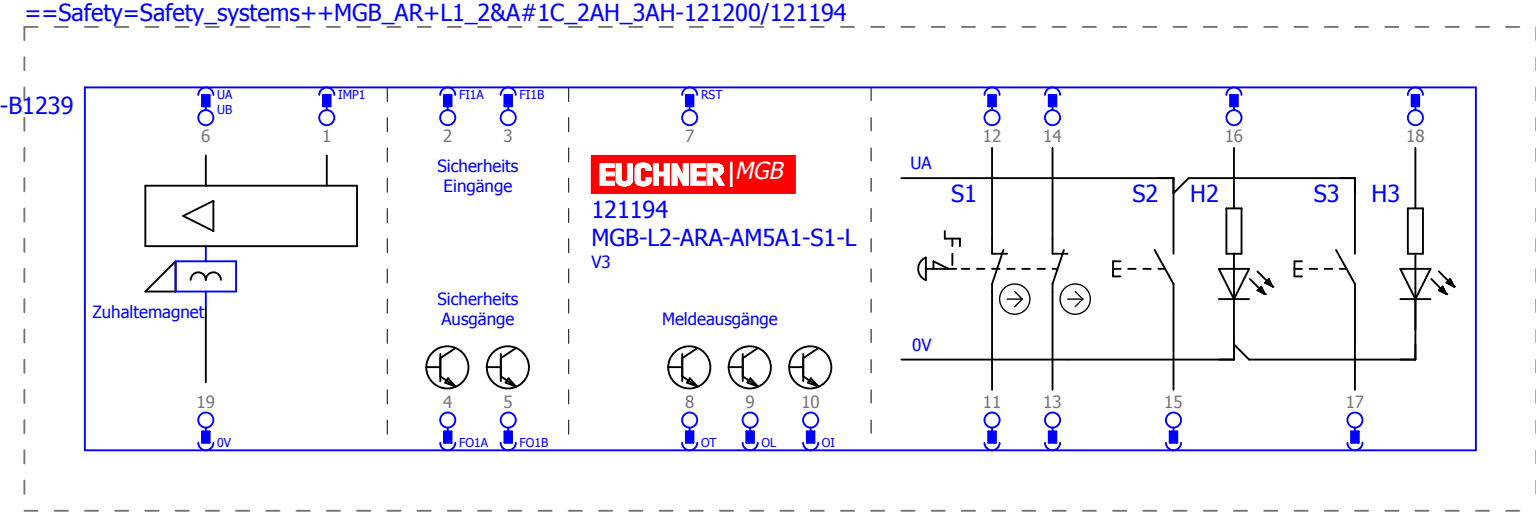 ==Safety=Safety_systems++MGB_AR+L1_2&A#1C_2AH_3AH-121200/121194
-B1239
UA
UB
IMP1
FI1A
FI1B
RST
6
1
2
3
7
12
14
16
18
Sicherheits
Eingänge
EUCHNER|MGB
121194
MGB-L2-ARA-AM5A1-S1-L
V3
UA
S1
S2
H2
S3
H3
Zuhaltemagnet
Sicherheits
Ausgänge
Meldeausgänge
0V
19
4
5
8
9
10
11
13
15
17
0V
FO1A
FO1B
OT
OL
OI